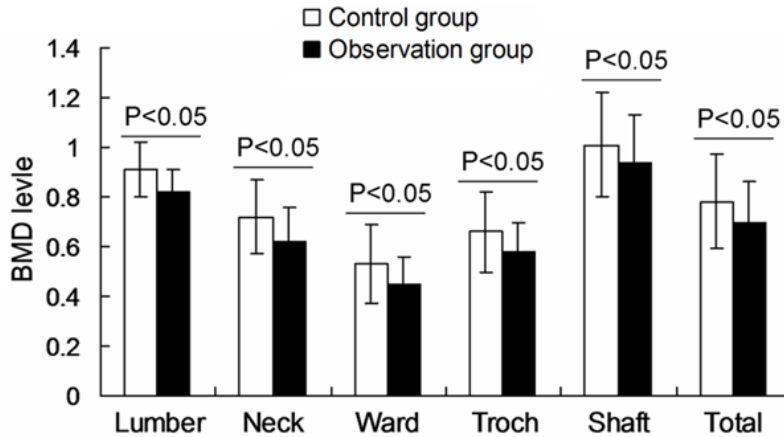 Control group
Observation group
BMD levle
1.4
1.2
1
0.8
0.6
0.4
0.2
0
P<0.05
P<0.05
P<0.05
P<0.05
P<0.05
P<0.05
Lumber Neck Ward Troch Shaft Total